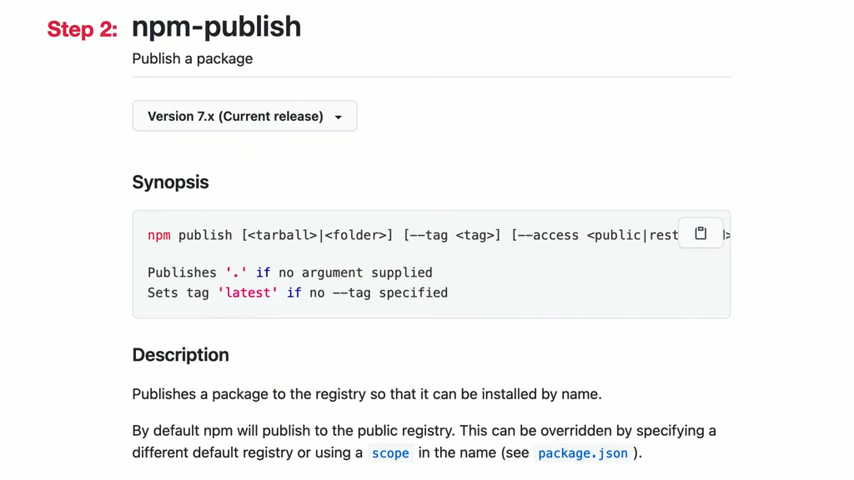 Step 2: npm-publish
Publish a package
Version 7.x (Current release)
Synopsis
npm publish [<tarball>|<folder>] [--tag <tag>] [--access <public|rest
Publishes '.' if no argument supplied
Sets tag 'latest' if no --tag specified
Description
Publishes a package to the registry so that it can be installed by name.
By default npm will publish to the public registry. This can be overridden by specifying a
different default registry or using a scope in the name (see package.json ).